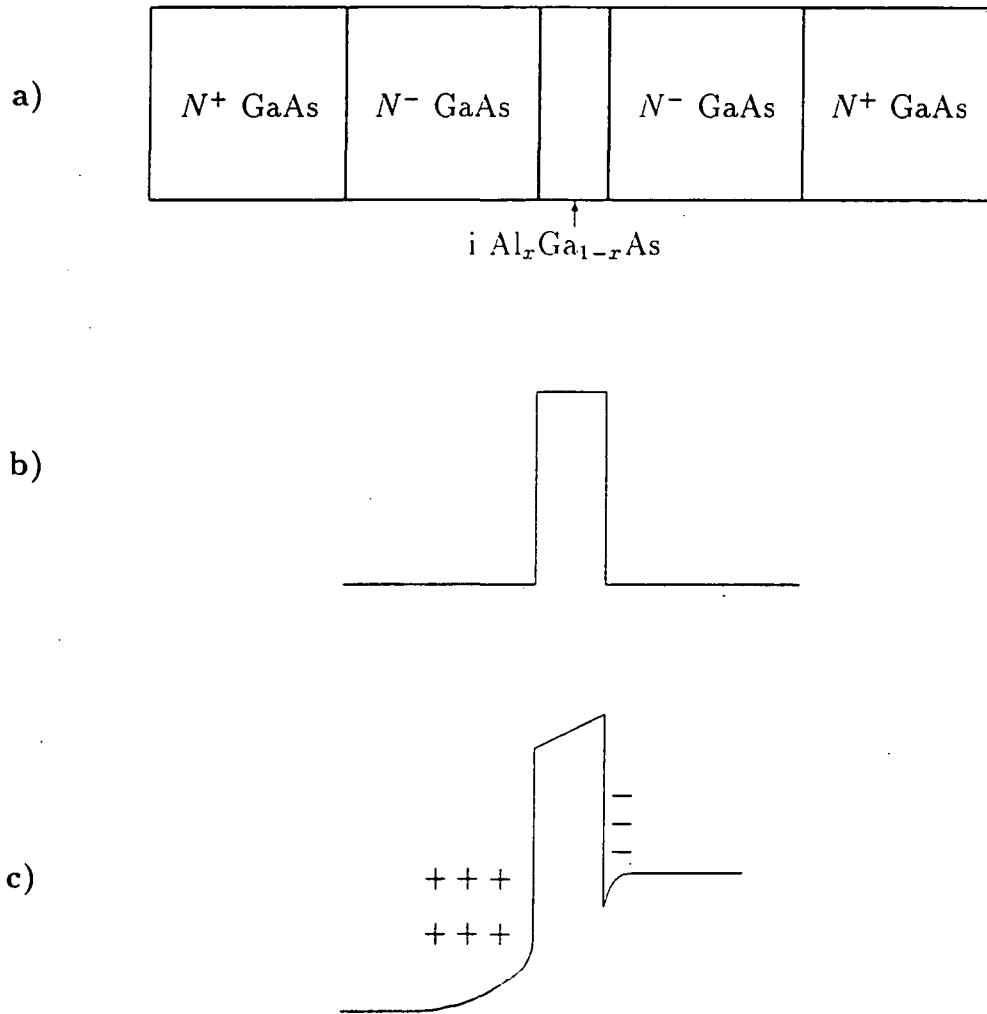 a)
N⁺ GaAs N⁻ GaAs N⁻ GaAs N⁺ GaAs
i AlₓGa₁₋ₓAs
b)
c)
+ + +
+ + +
−
−
−